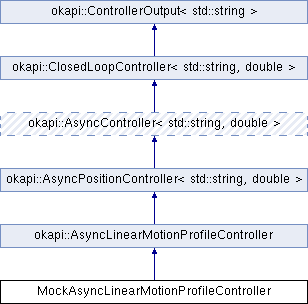 okapi::ControllerOutput< std::string >
okapi::ClosedLoopController< std::string, double >
okapi::AsyncController< std::string, double >
okapi::AsyncPositionController< std::string, double >
okapi::AsyncLinearMotionProfileController
MockAsyncLinearMotionProfileController